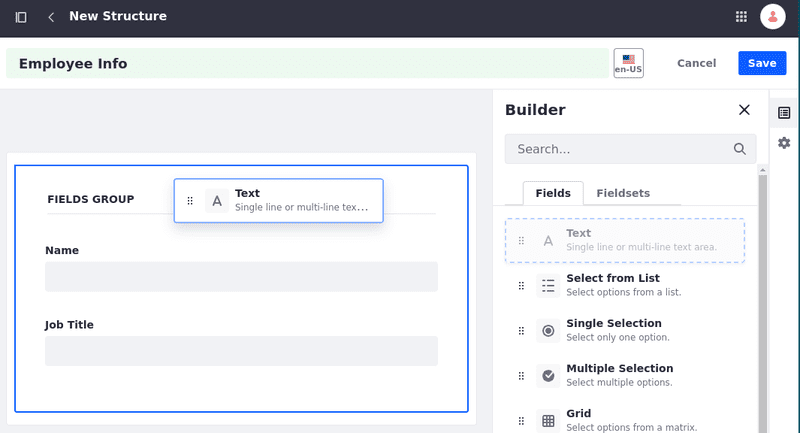 New Structure
Employee Info
en-US
Cancel
Save
Builder
Search...
Fields
Fieldsets
FIELDS GROUP
Text
Single line or multi-line tex...
Name
Job Title
Text
Single line or multi-line text area.
Select from List
Select options from a list.
Single Selection
Select only one option.
Multiple Selection
Select multiple options.
Grid
Select options from a matrix.